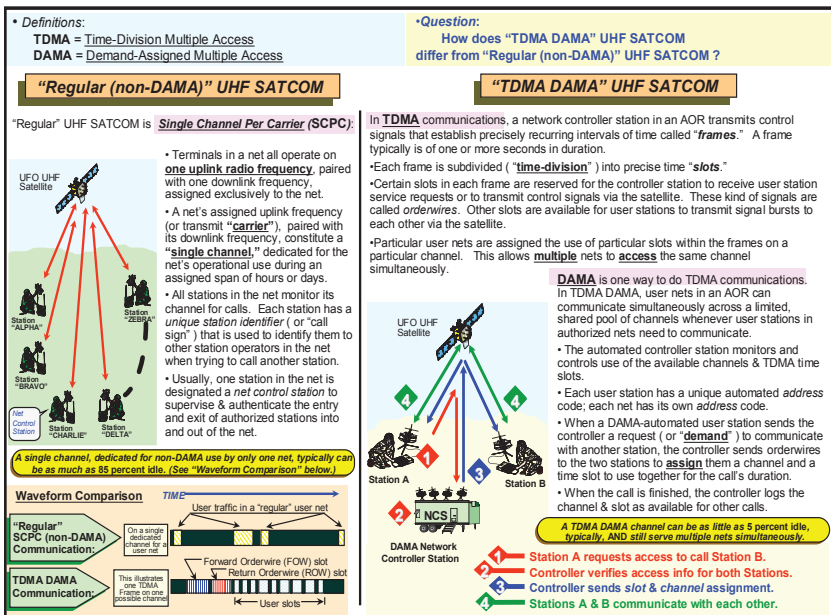 • Definitions:
TDMA = Time-Division Multiple Access
DAMA = Demand-Assigned Multiple Access
•Question:
How does “TDMA DAMA” UHF SATCOM
differ from “Regular (non-DAMA)” UHF SATCOM ?
“Regular (non-DAMA)” UHF SATCOM
“Regular” UHF SATCOM is Single Channel Per Carrier (SCPC):
UFO UHF
Satellite
• Terminals in a net all operate on
one uplink radio frequency, paired
with one downlink frequency,
assigned exclusively to the net.
• A net’s assigned uplink frequency
(or transmit “carrier”), paired with
its downlink frequency, constitute a
“single channel,” dedicated for the
net’s operational use during an
assigned span of hours or days.
• All stations in the net monitor its
channel for calls. Each station has a
unique station identifier ( or “call
sign” ) that is used to identify them to
other station operators in the net
when trying to call another station.
• Usually, one station in the net is
designated a net control station to
supervise & authenticate the entry
and exit of authorized stations into
and out of the net.
Station
“ALPHA”
Station
“ZEBRA”
Station
“BRAVO”
Net
Control
Station
Station
“CHARLIE”
Station
“DELTA”
A single channel, dedicated for non-DAMA use by only one net, typically can
be as much as 85 percent idle. (See “Waveform Comparison” below.)
Waveform Comparison
TIME
User traffic in a “regular” user net
“Regular”
SCPC (non-DAMA)
Communication:
On a single
dedicated
channel for a
user net
Forward Orderwire (FOW) slot
Return Orderwire (ROW) slot
TDMA DAMA
Communication:
This illustrates
one TDMA
Frame on one
possible channel
User slots
“TDMA DAMA” UHF SATCOM
In TDMA communications, a network controller station in an AOR transmits control
signals that establish precisely recurring intervals of time called “frames.” A frame
typically is of one or more seconds in duration.
•Each frame is subdivided ( “time-division” ) into precise time “slots.”
•Certain slots in each frame are reserved for the controller station to receive user station
service requests or to transmit control signals via the satellite. These kind of signals are
called orderwires. Other slots are available for user stations to transmit signal bursts to
each other via the satellite.
•Particular user nets are assigned the use of particular slots within the frames on a
particular channel. This allows multiple nets to access the same channel
simultaneously.
DAMA is one way to do TDMA communications.
In TDMA DAMA, user nets in an AOR can
communicate simultaneously across a limited,
shared pool of channels whenever user stations in
authorized nets need to communicate.
• The automated controller station monitors and
controls use of the available channels & TDMA time
slots.
• Each user station has a unique automated address
code; each net has its own address code.
• When a DAMA-automated user station sends the
controller a request ( or “demand” ) to communicate
with another station, the controller sends orderwires
to the two stations to assign them a channel and a
time slot to use together for the call’s duration.
• When the call is finished, the controller logs the
channel & slot as available for other calls.
UFO UHF
Satellite
4
4
1
3
Station A
Station B
2
NCS
DAMA Network
Controller Station
A TDMA DAMA channel can be as little as 5 percent idle,
typically, AND still serve multiple nets simultaneously.
1 Station A requests access to call Station B.
2 Controller verifies access info for both Stations.
3 Controller sends slot & channel assignment.
4 Stations A & B communicate with each other.